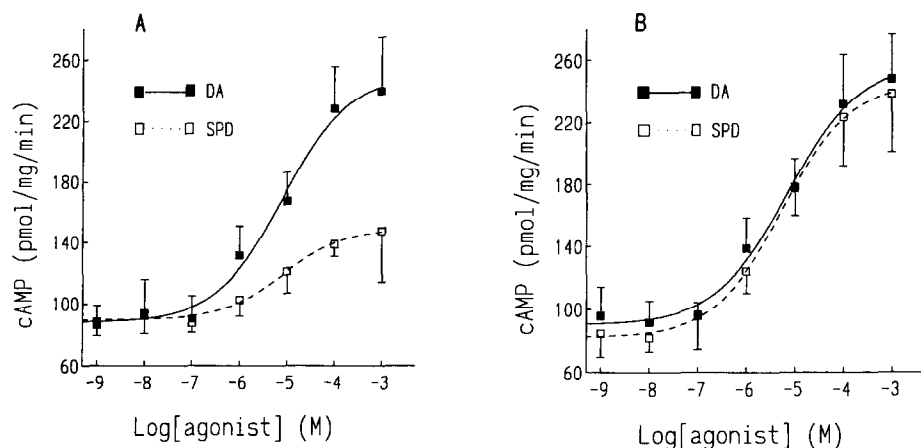 A
cAMP (pmol/mg/min)
260
220
180
140
100
60
DA
SPD
-9 -8 -7 -6 -5 -4 -3
Log[agonist] (M)
B
cAMP (pmol/mg/min)
260
220
180
140
100
60
DA
SPD
-9 -8 -7 -6 -5 -4 -3
Log[agonist] (M)